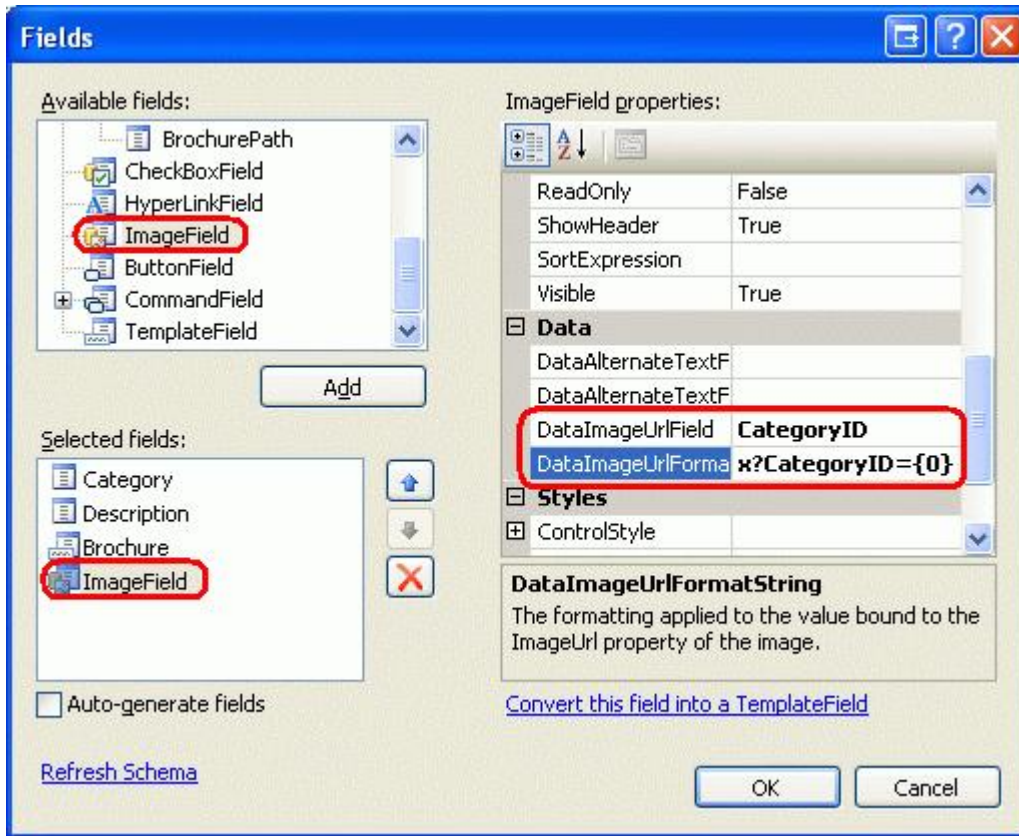 Fields
Available fields:
BrochurePath
CheckBoxField
HyperLinkField
ImageField
ButtonField
CommandField
TemplateField
Add
Selected fields:
Category
Description
Brochure
ImageField
Auto-generate fields
Refresh Schema
ImageField properties:
ReadOnly False
ShowHeader True
SortExpression
Visible True
Data
DataAlternateTextF
DataAlternateTextF
DataImageUrlField CategoryID
DataImageUrlForma x?CategoryID={0}
Styles
ControlStyle
DataImageUrlFormatString
The formatting applied to the value bound to the
ImageUrl property of the image.
Convert this field into a TemplateField
OK Cancel